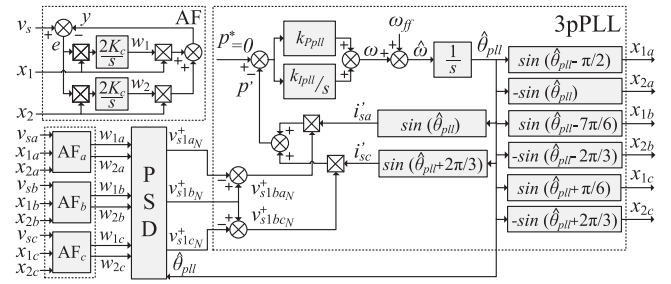 v_s
y
AF
e
2K_c/s
w_1
x_1
2K_c/s
w_2
x_2
v_sa
x_1a
x_2a
AF_a
w_1a
w_2a
v_sb
x_1b
x_2b
AF_b
w_1b
w_2b
v_sc
x_1c
x_2c
AF_c
w_1c
w_2c
P
S
D
v^+_s1a_N
v^+_s1b_N
v^+_s1c_N
v^+_s1ba_N
v^+_s1bc_N
θ̂_pll
3pPLL
p^*=0
p'
k_Ppll
k_Ipll/s
ω
ω_ff
ω̂
1/s
θ̂_pll
i'_sa
sin (θ̂_pll)
i'_sc
sin (θ̂_pll+2π/3)
sin (θ̂_pll-π/2)
x_1a
-sin (θ̂_pll)
x_2a
sin (θ̂_pll-7π/6)
x_1b
-sin (θ̂_pll-2π/3)
x_2b
sin (θ̂_pll+π/6)
x_1c
-sin (θ̂_pll+2π/3)
x_2c